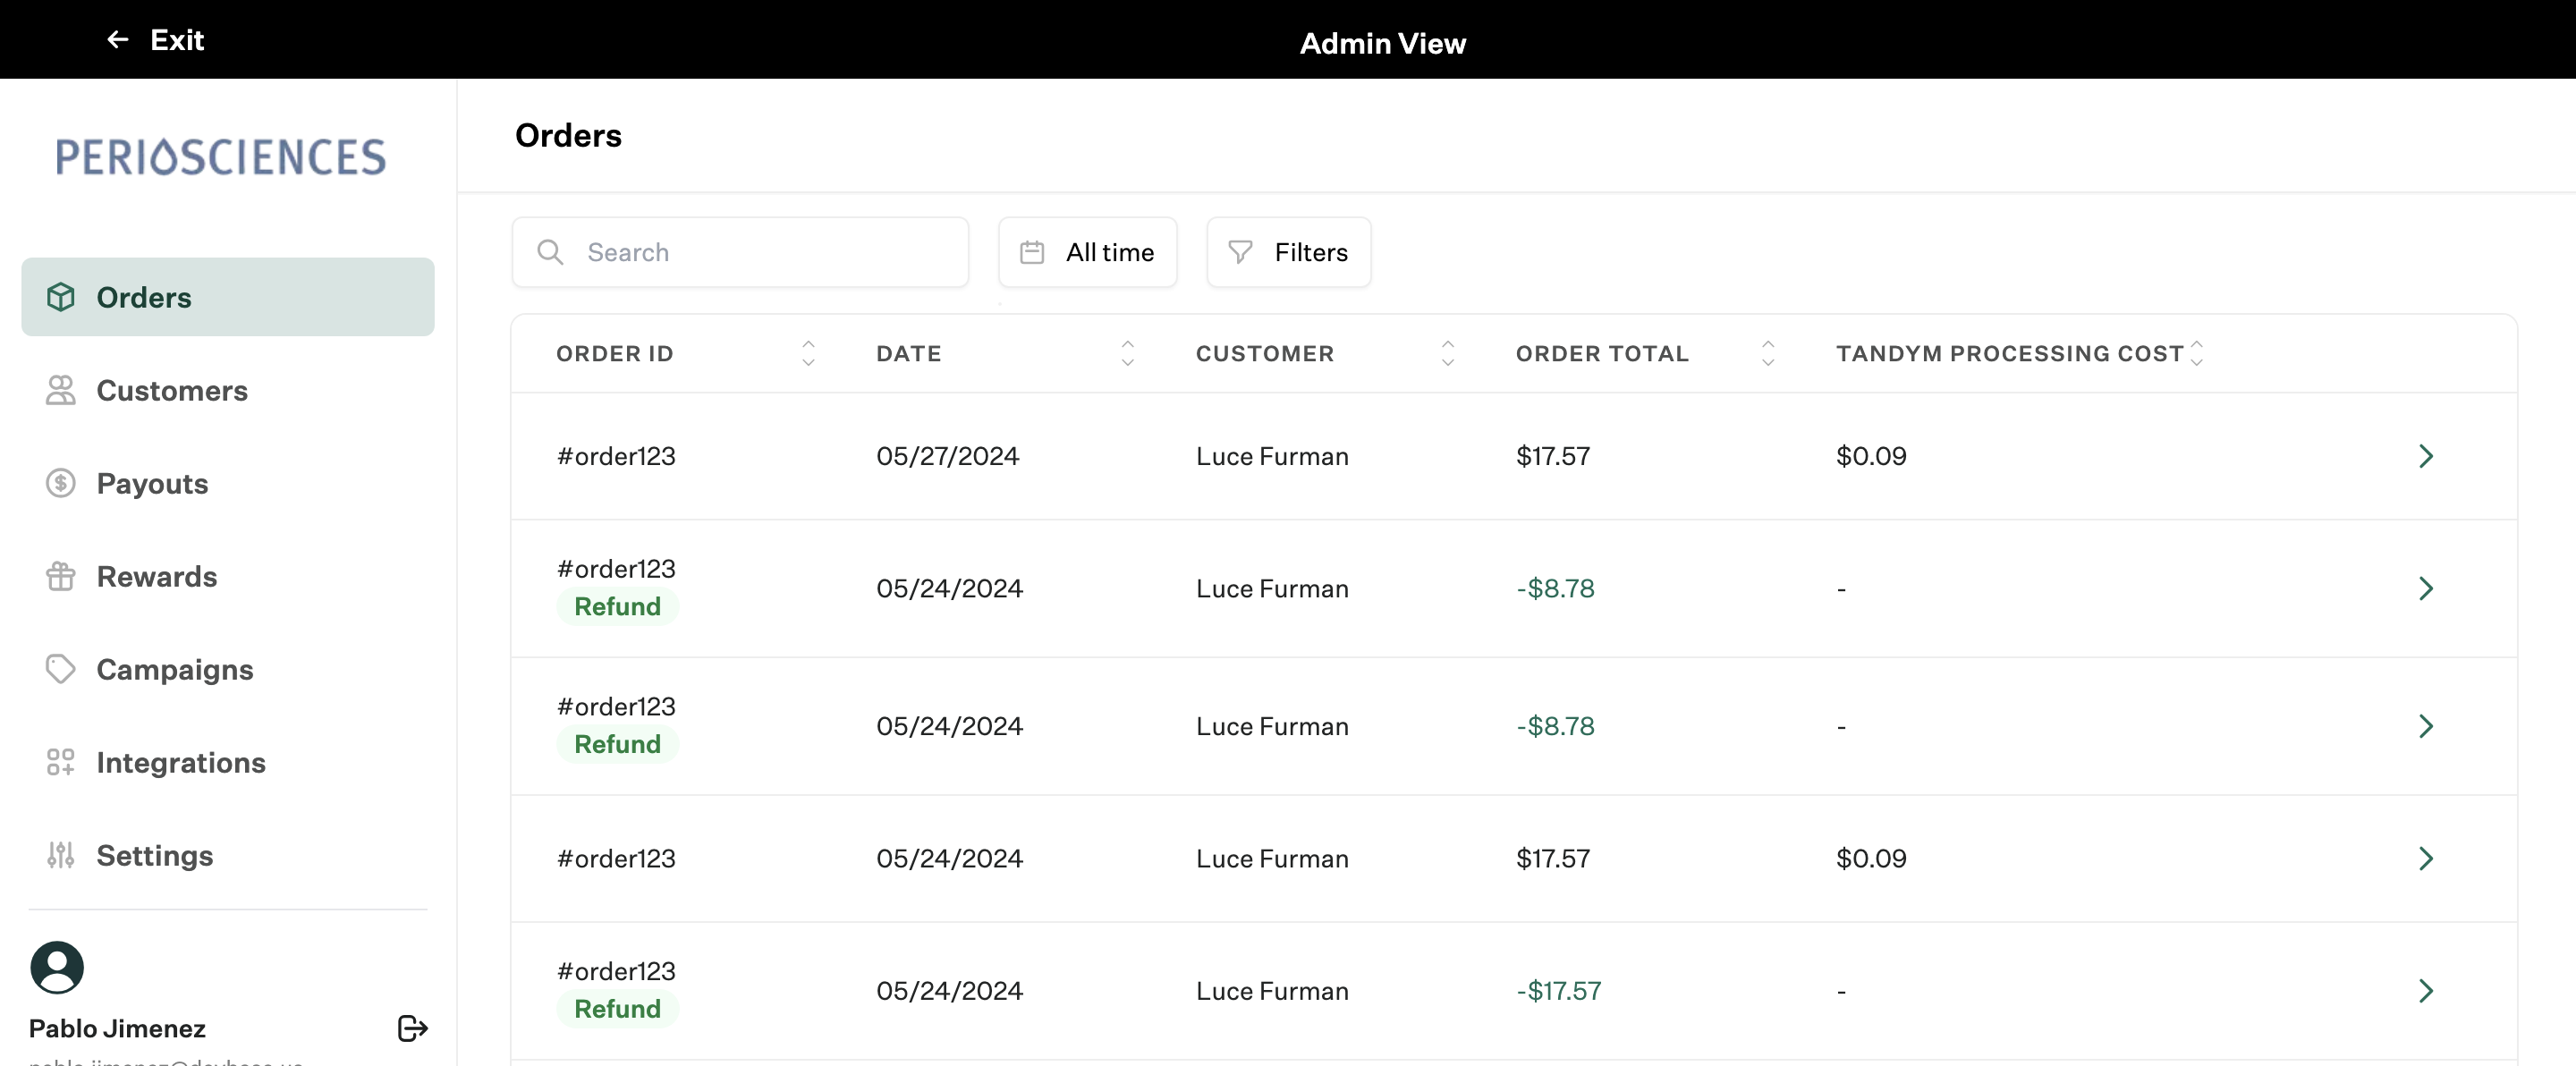 Exit
Admin View
PERIOSCIENCES
Orders
Customers
Payouts
Rewards
Campaigns
Integrations
Settings
Pablo Jimenez
Orders
Search
All time
Filters
ORDER ID DATE CUSTOMER ORDER TOTAL TANDYM PROCESSING COST
#order123 05/27/2024 Luce Furman $17.57 $0.09
#order123
Refund
05/24/2024 Luce Furman -$8.78 -
#order123
Refund
05/24/2024 Luce Furman -$8.78 -
#order123 05/24/2024 Luce Furman $17.57 $0.09
#order123
Refund
05/24/2024 Luce Furman -$17.57 -